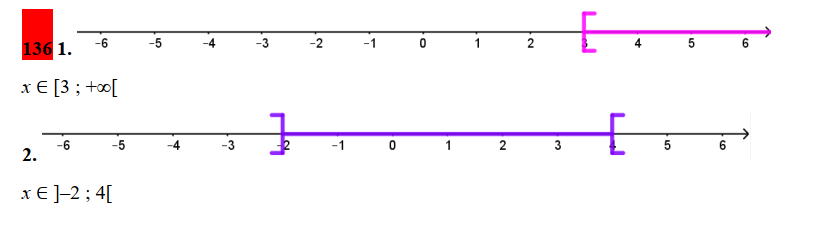 136 1. -6 -5 -4 -3 -2 -1 0 1 2 3 4 5 6
x ∈ [3 ; +∞[
2. -6 -5 -4 -3 -2 -1 0 1 2 3 4 5 6
x ∈ ]–2 ; 4[